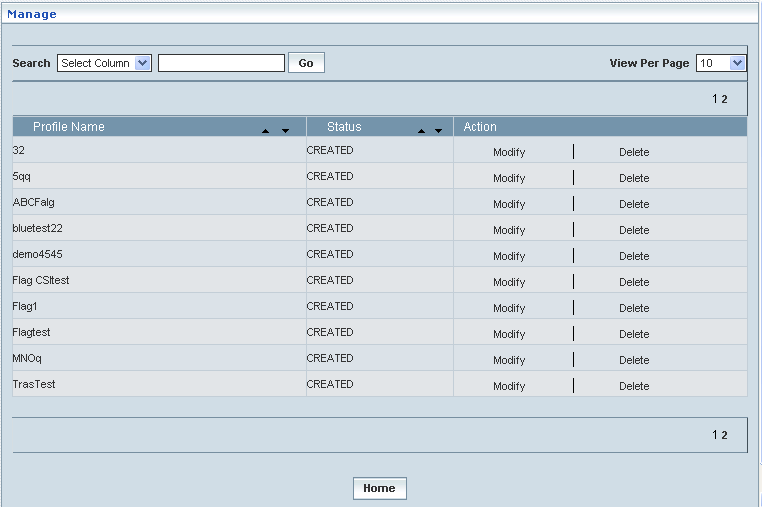 Manage
Search Select Column Go View Per Page 10
1 2
Profile Name Status Action
32 CREATED Modify Delete
5qq CREATED Modify Delete
ABCFalg CREATED Modify Delete
bluetest22 CREATED Modify Delete
demo4545 CREATED Modify Delete
Flag CSItest CREATED Modify Delete
Flag1 CREATED Modify Delete
Flagtest CREATED Modify Delete
MNOq CREATED Modify Delete
TrasTest CREATED Modify Delete
1 2
Home